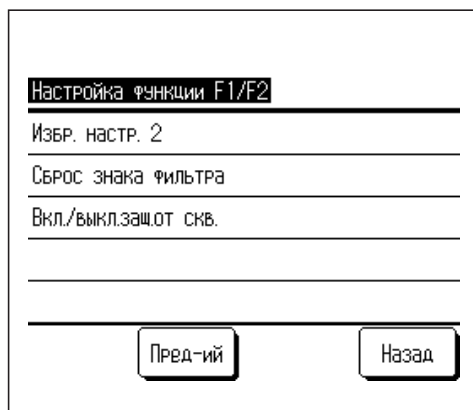 Настройка функции F1/F2
Избр. настр. 2
Сброс знака фильтра
Вкл./выкл.защ.от скв.
Пред-ий
Назад